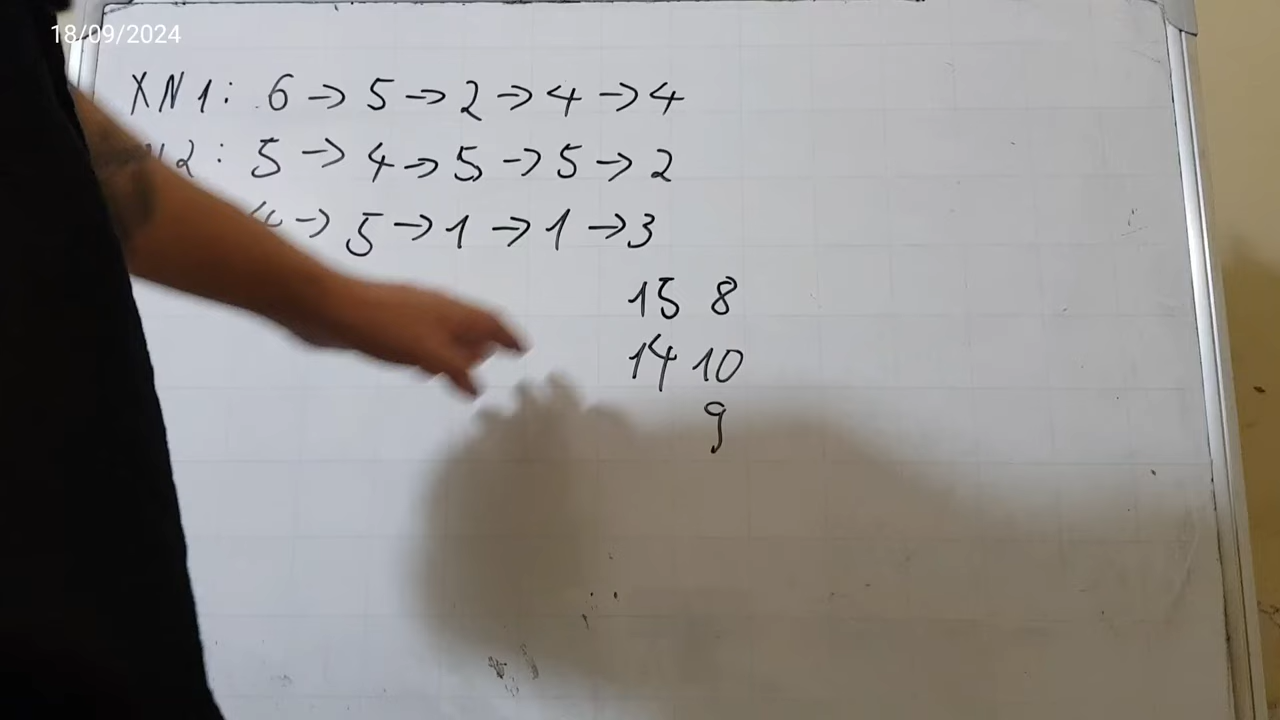 18/09/2024
XN1: 6 → 5 → 2 → 4 → 4
N2: 5 → 4 → 5 → 5 → 2
→ 5 → 1 → 1 → 3
15 8
14 10
9